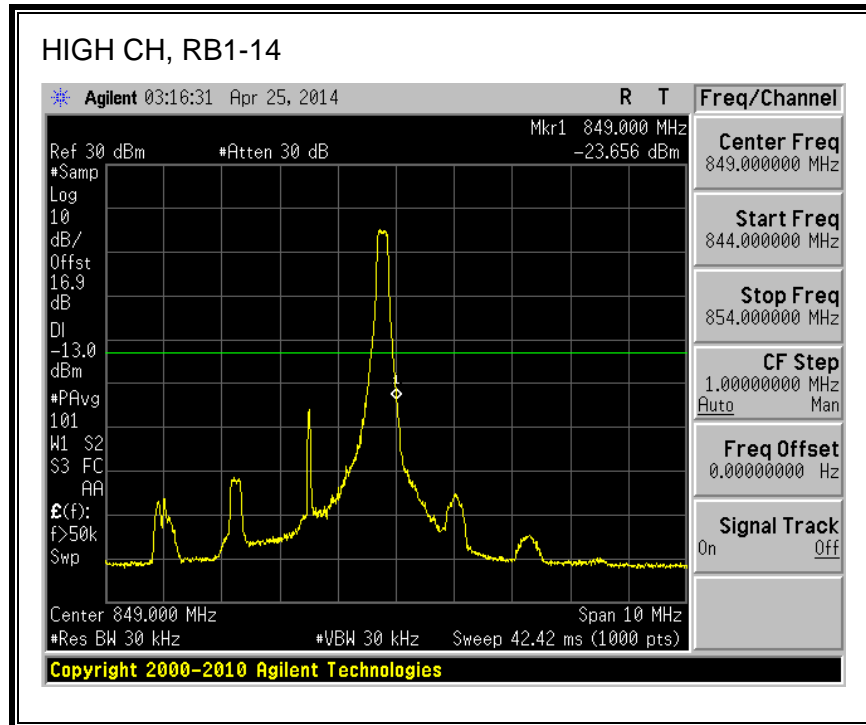 HIGH CH, RB1-14
Agilent 03:16:31 Apr 25, 2014 R T
Mkr1 849.000 MHz
Ref 30 dBm #Atten 30 dB -23.656 dBm
#Samp
Log
10
dB/
Offst
16.9
dB
DI
-13.0
dBm
#PAvg
101
W1 S2
S3 FC
AA
£(f):
f>50k
Swp
1
Center 849.000 MHz Span 10 MHz
#Res BW 30 kHz #VBW 30 kHz Sweep 42.42 ms (1000 pts)
Copyright 2000-2010 Agilent Technologies
Freq/Channel
Center Freq
849.000000 MHz
Start Freq
844.000000 MHz
Stop Freq
854.000000 MHz
CF Step
1.00000000 MHz
Auto Man
Freq Offset
0.00000000 Hz
Signal Track
On Off